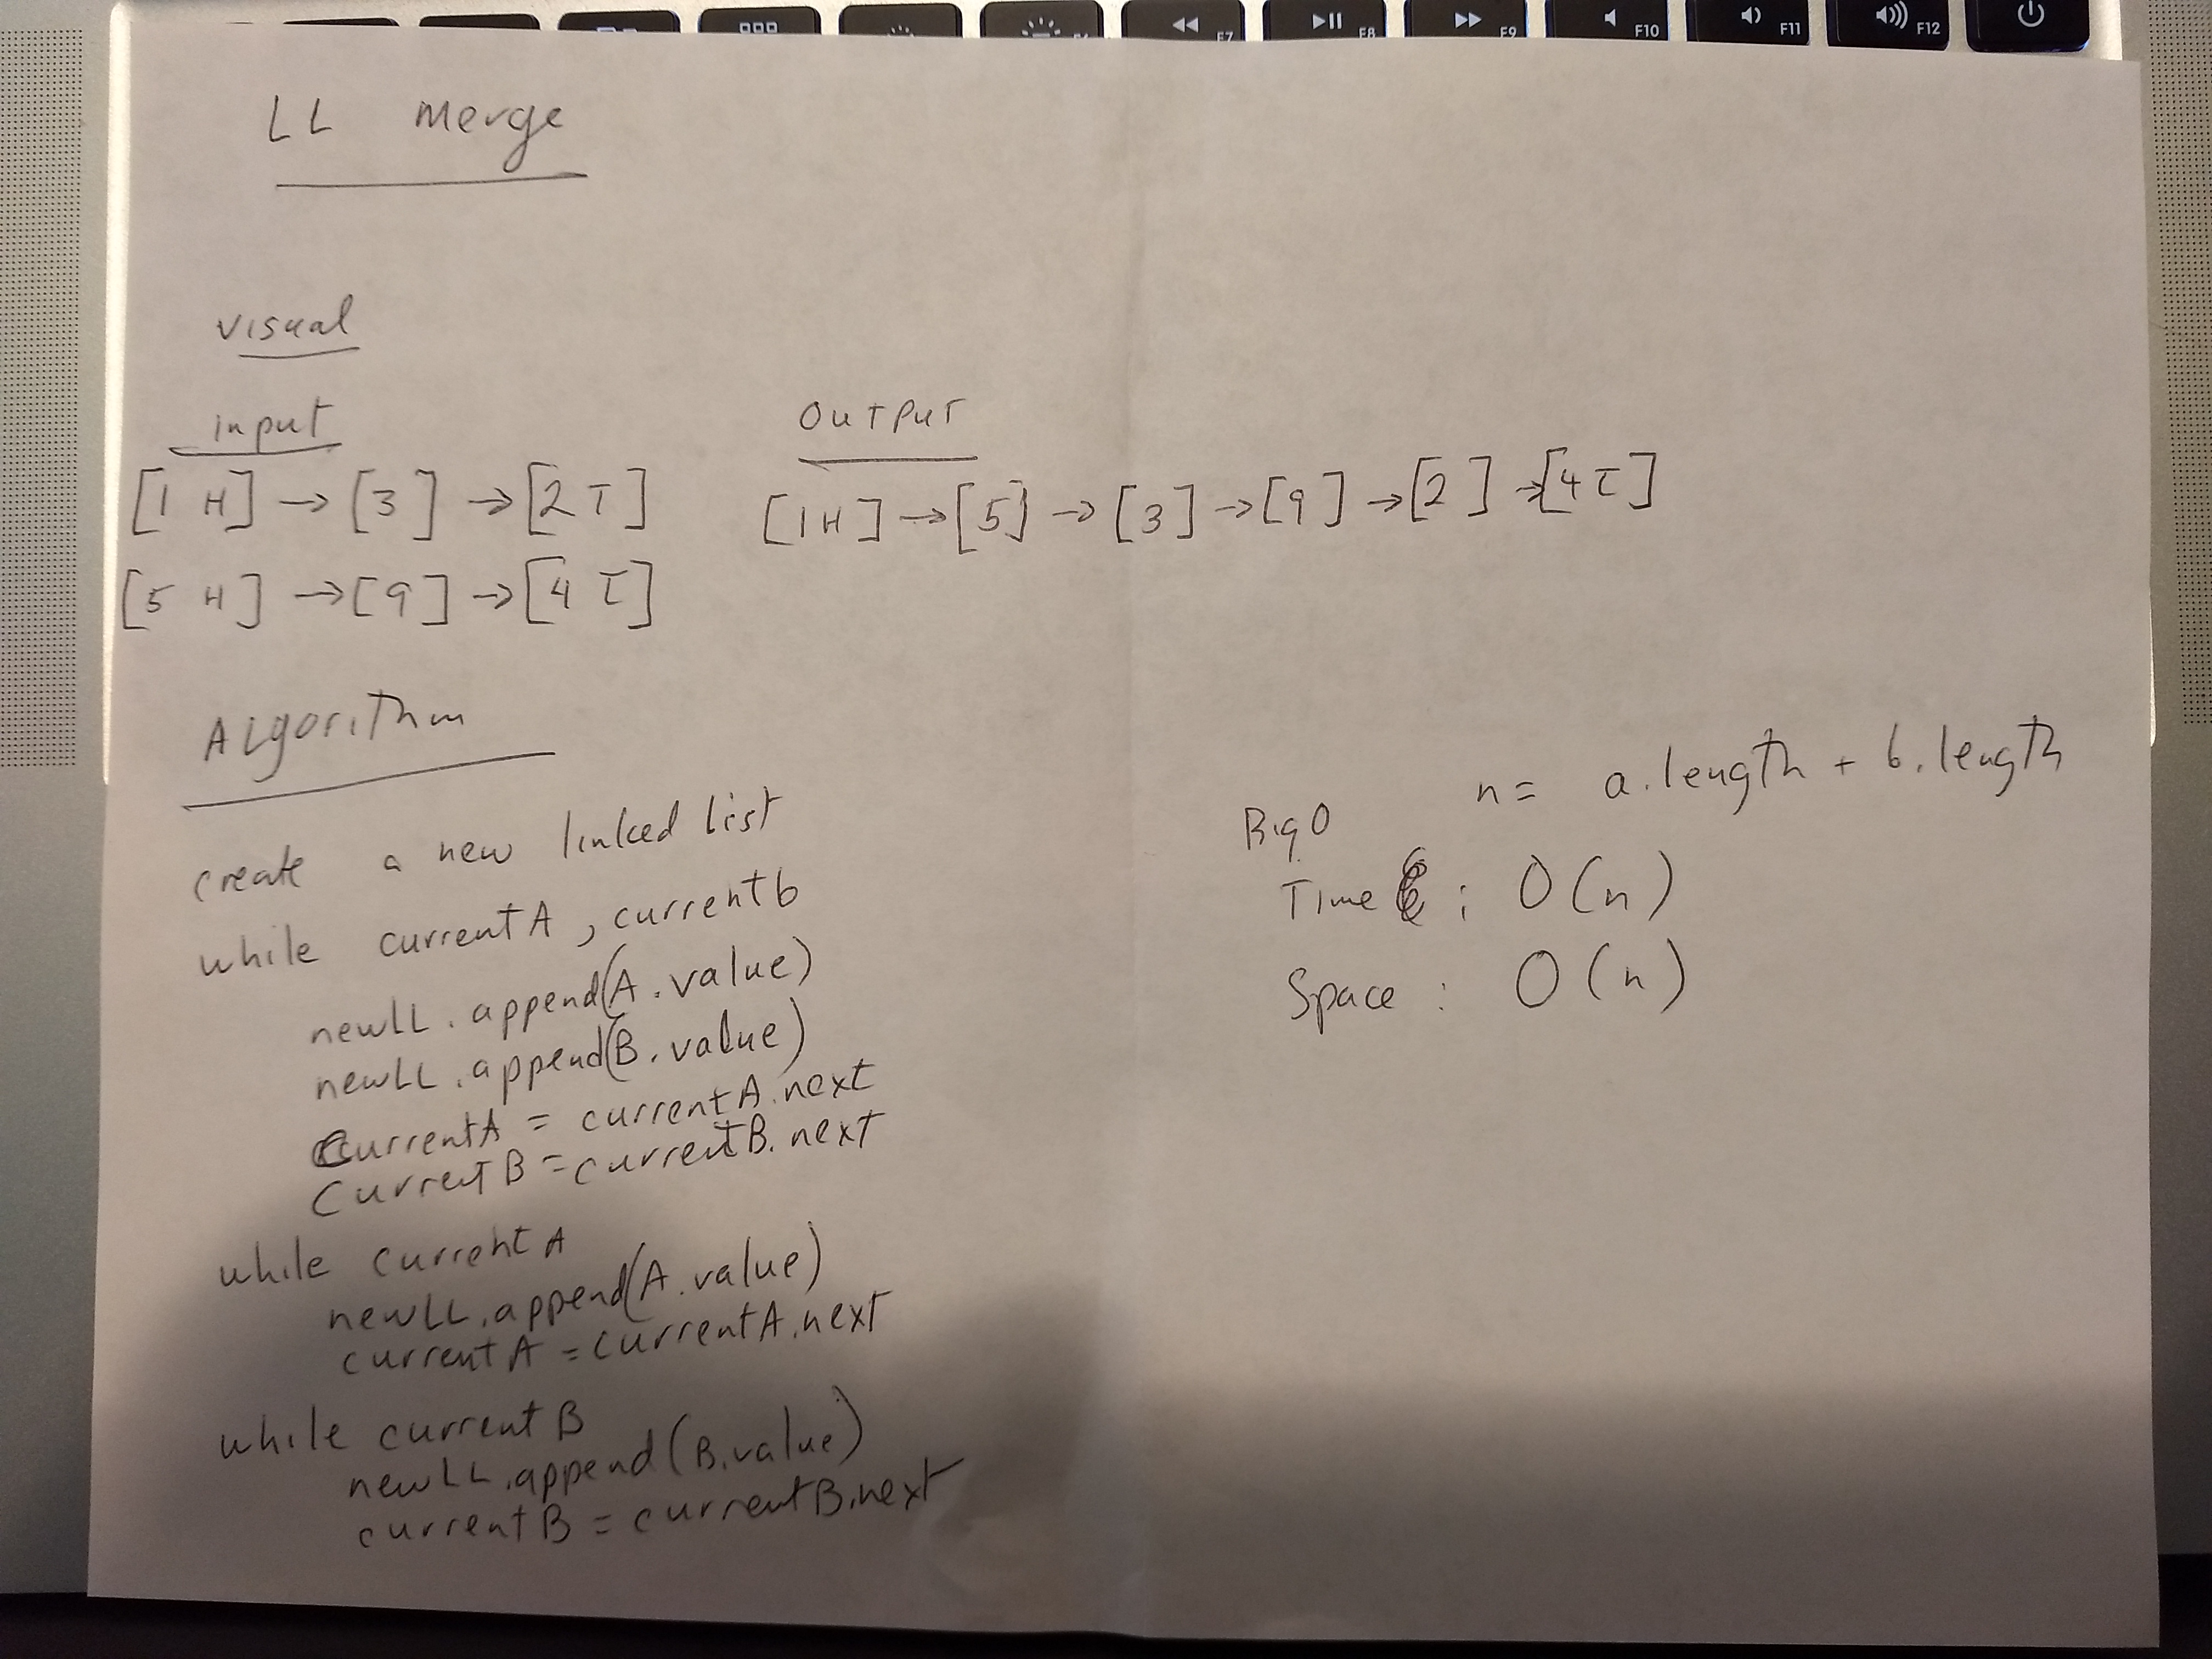 F7 F8 F9 F10 F11 F12
LL Merge
visual
input
[1 H] → [3] → [2 T]
[5 H] → [9] → [4 T]
Output
[1H] → [5] → [3] → [9] → [2] → [4 T]
Algorithm
create a new linked list
while currentA, currentb
newLL.append(A.value)
newLL.append(B.value)
currentA = currentA.next
CurrentB = currentB.next
while currentA
newLL.append(A.value)
currentA = currentA.next
while currentB
newLL.append(B.value)
currentB = currentB.next
n = a.length + b.length
Big O
Time : O(n)
Space : O(n)